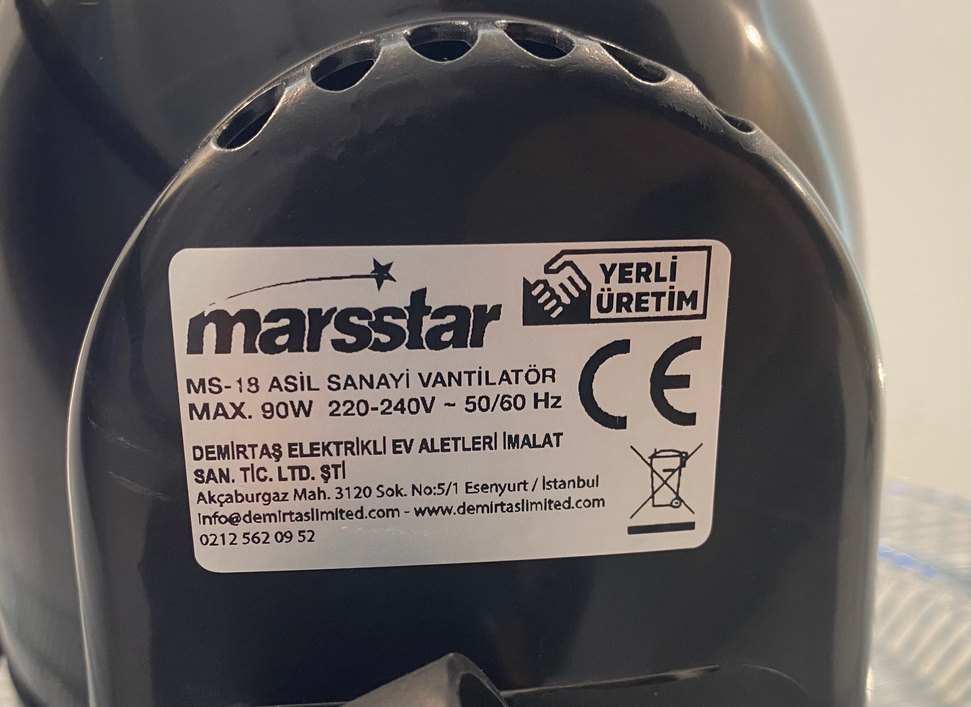 marsstar
YERLİ
ÜRETİM
MS-18 ASİL SANAYİ VANTİLATÖR
MAX. 90W 220-240V ~ 50/60 Hz
CE
DEMİRTAŞ ELEKTRİKLİ EV ALETLERİ İMALAT
SAN. TİC. LTD. ŞTİ
Akçaburgaz Mah. 3120 Sok. No:5/1 Esenyurt / İstanbul
info@demirtaslimited.com - www.demirtaslimited.com
0212 562 09 52